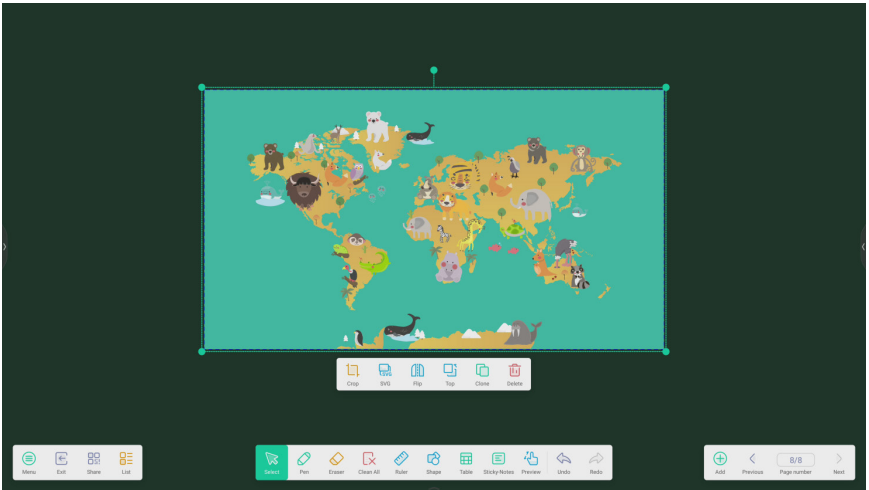 Crop SVG Flip Top Clone Delete
Menu Exit Share List Select Pen Eraser Clean All Ruler Shape Table Sticky-Notes Preview Undo Redo Add Previous 8/8 Page number Next